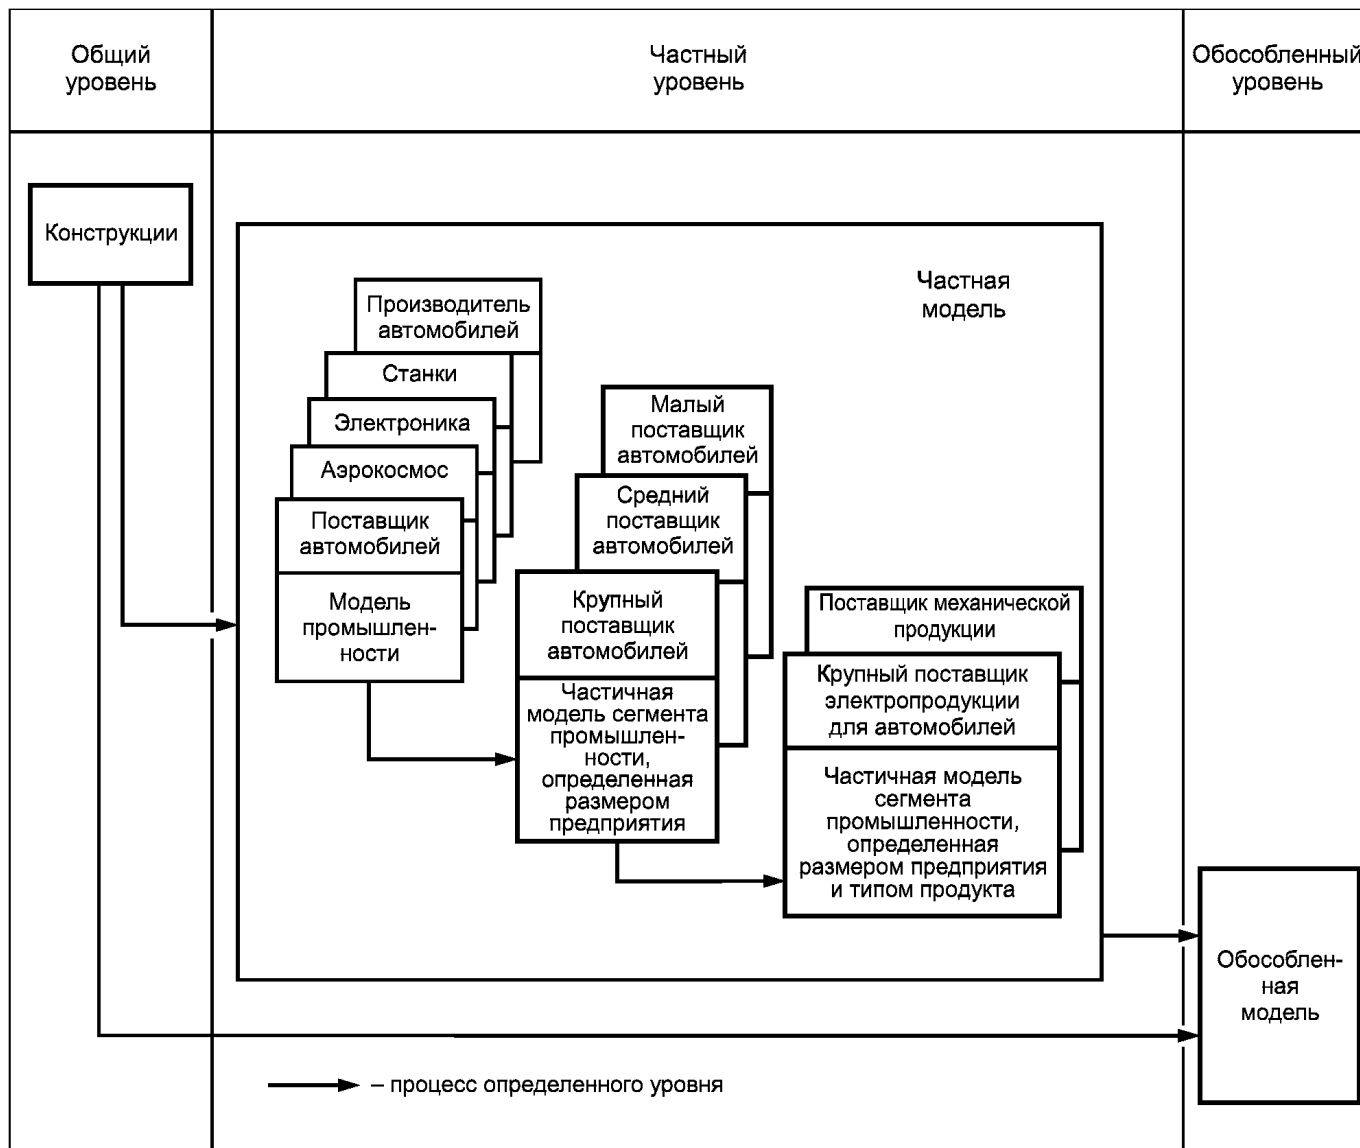 Общий
уровень
Частный
уровень
Обособленный
уровень
Конструкции
Частная
модель
Производитель
автомобилей
Станки
Электроника
Аэрокосмос
Поставщик
автомобилей
Модель
промышлен-
ности
Малый
поставщик
автомобилей
Средний
поставщик
автомобилей
Крупный
поставщик
автомобилей
Частичная
модель сегмента
промышлен-
ности,
определенная
размером
предприятия
Поставщик механической
продукции
Крупный поставщик
электропродукции
для автомобилей
Частичная модель
сегмента
промышленности,
определенная
размером предприятия
и типом продукта
Обособлен-
ная
модель
– процесс определенного уровня